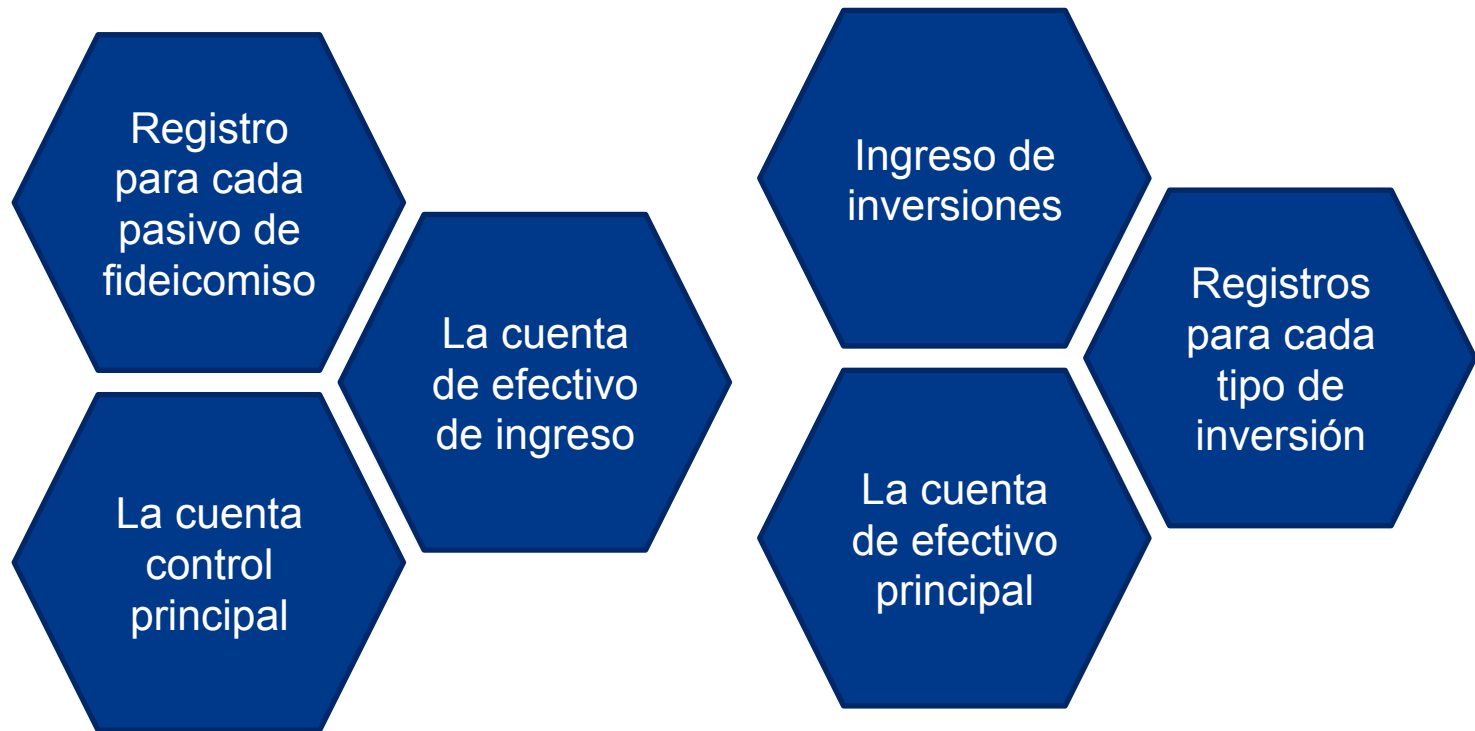 Registro
para cada
pasivo de
fideicomiso
La cuenta
de efectivo
de ingreso
La cuenta
control
principal
Ingreso de
inversiones
Registros
para cada
tipo de
inversión
La cuenta
de efectivo
principal